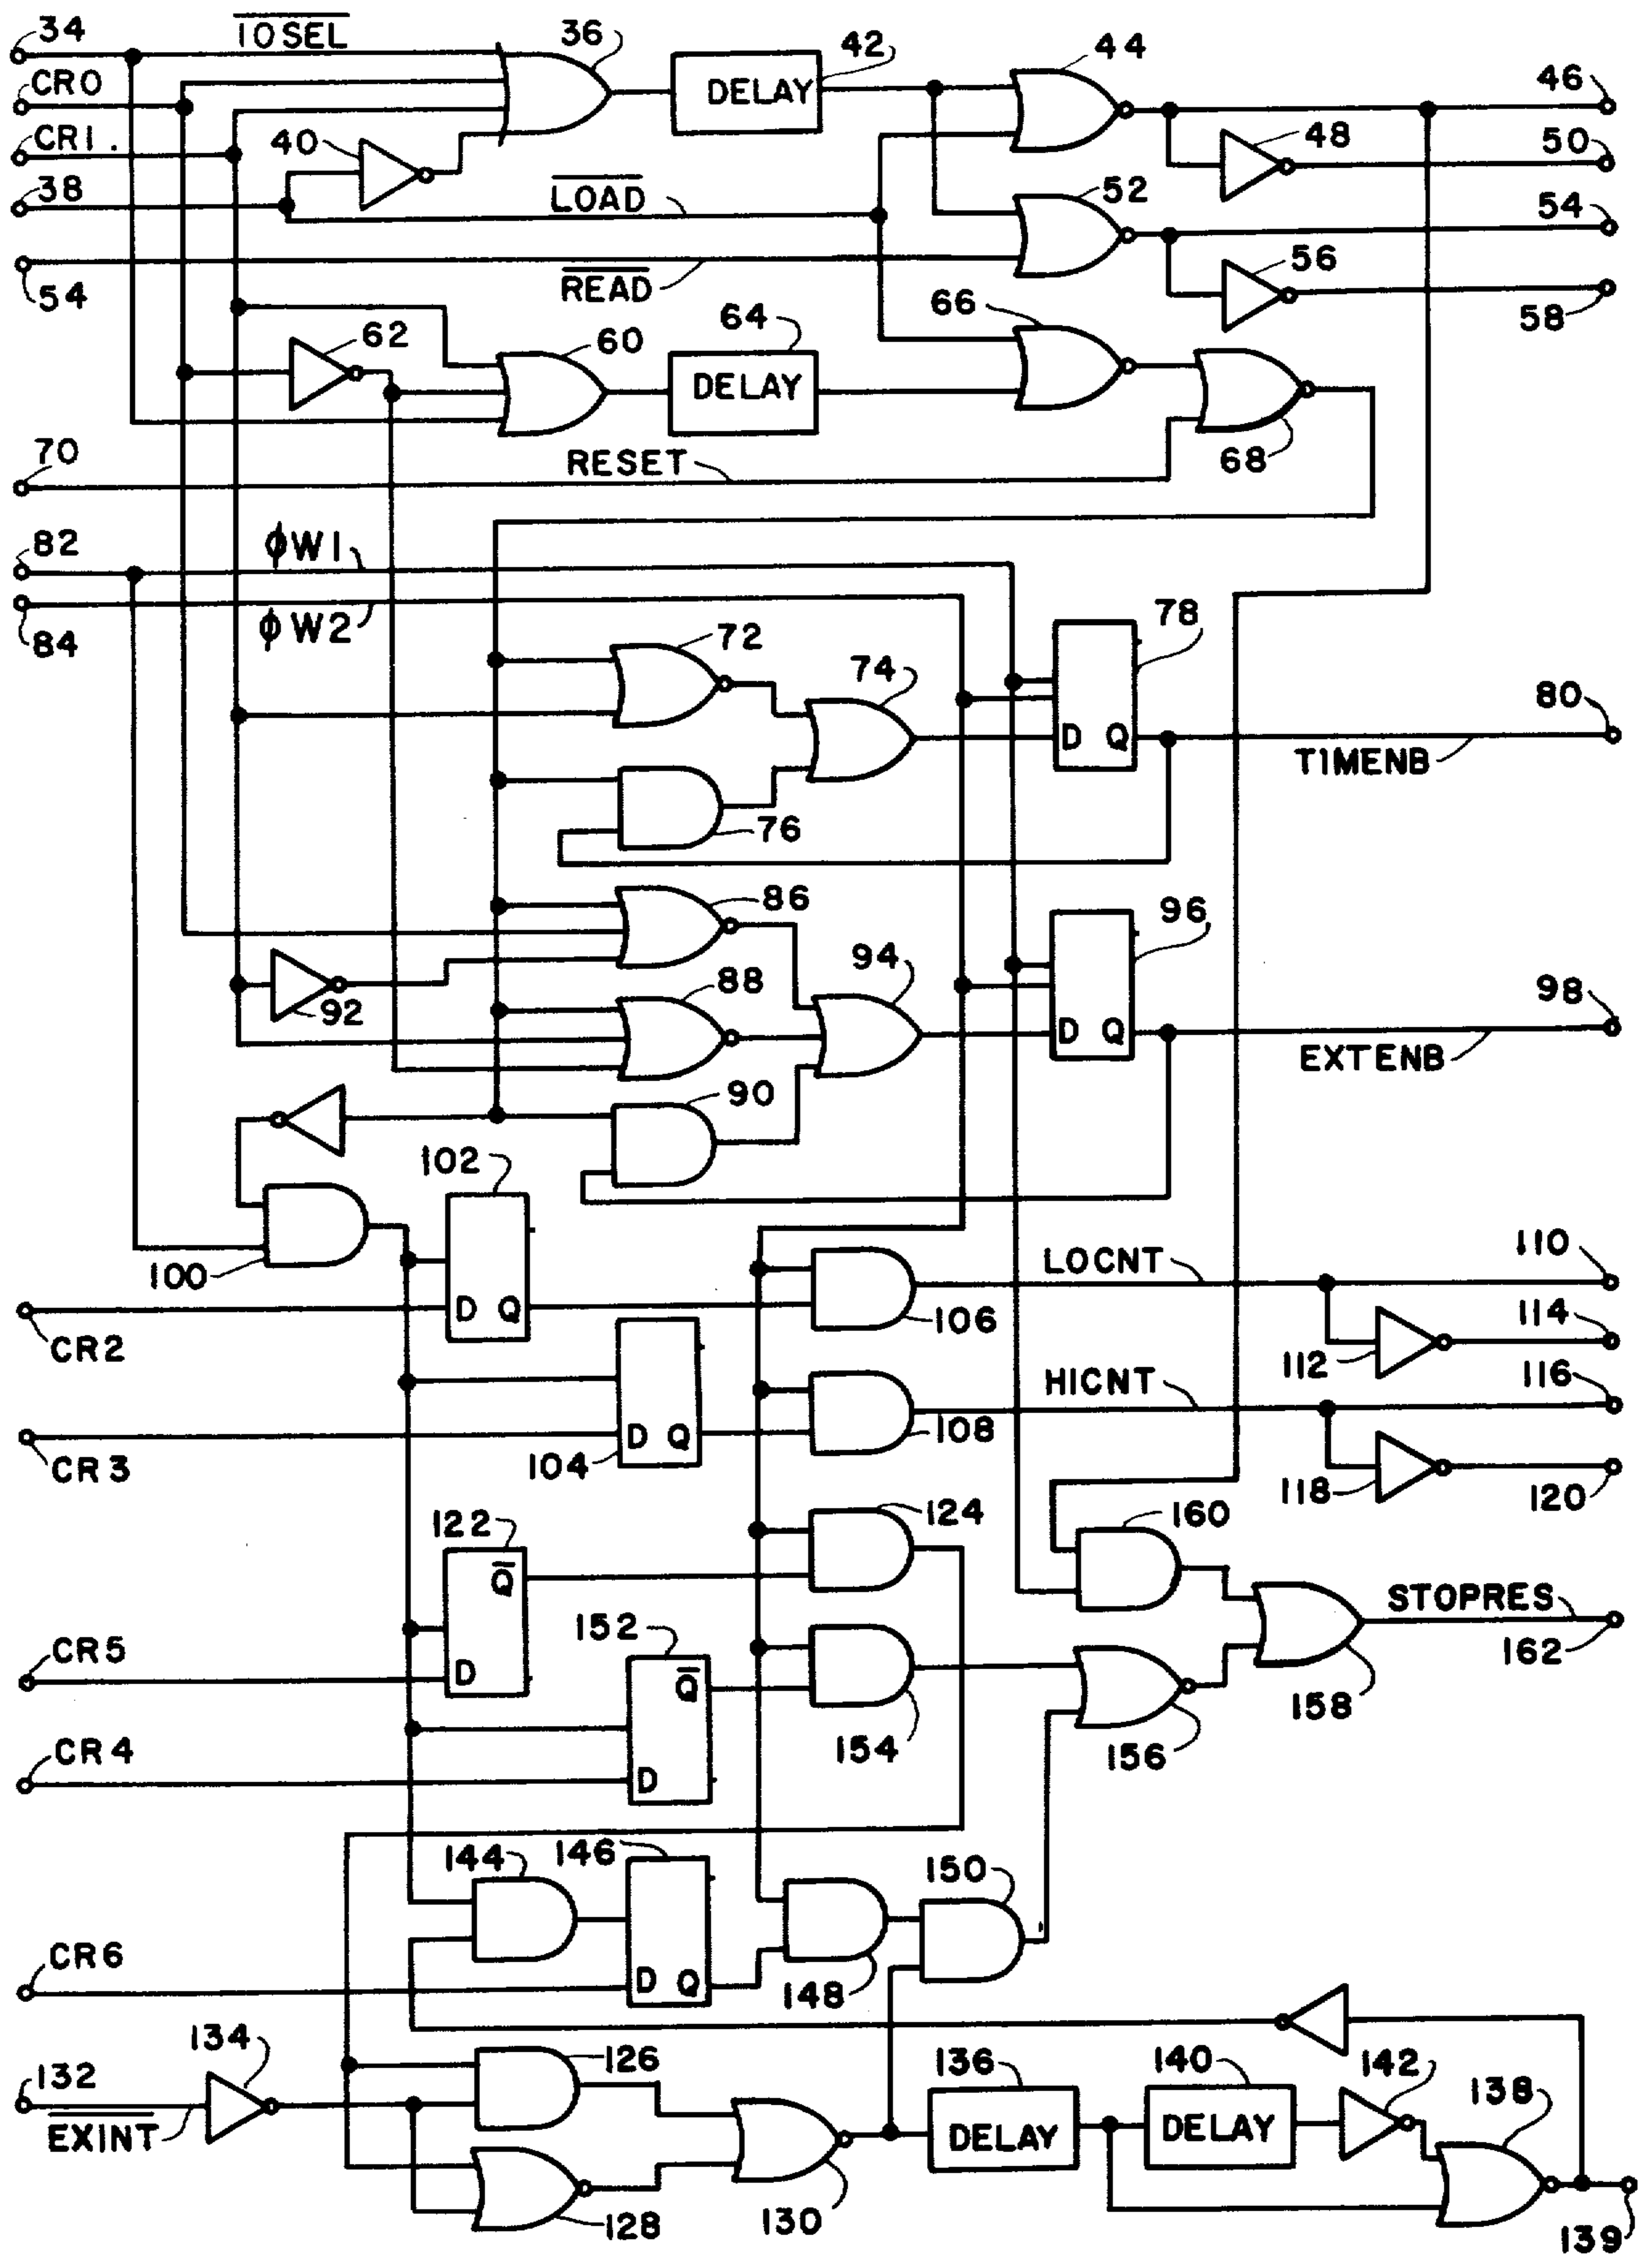 34
IOSEL
36
42
44
46
CR0
DELAY
CR1.
40
48
50
38
LOAD
52
54
54
READ
56
58
62
60
64
66
DELAY
68
70
RESET
82
φW1
84
φW2
72
74
78
80
D Q
TIMENB
76
86
96
94
98
92
88
D Q
EXTENB
90
102
100
LOCNT
110
CR2
D Q
106
112
114
HICNT
116
CR3
104
D Q
108
118
120
122
Q
124
160
STOPRES
162
CR5
D
152
Q
158
154
156
CR4
D
144
146
150
CR6
D Q
148
134
132
EXINT
126
136
140
142
138
DELAY
DELAY
128
130
139